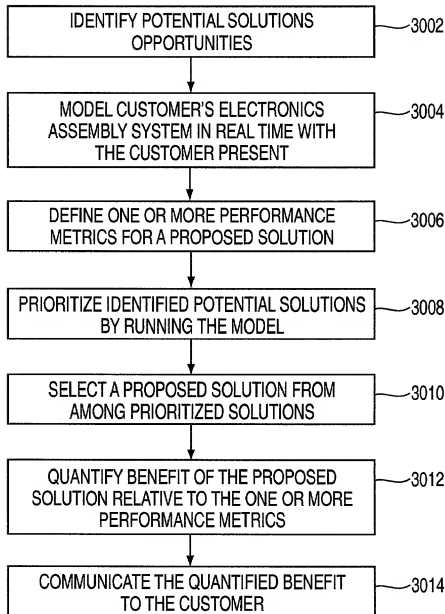 IDENTIFY POTENTIAL SOLUTIONS
OPPORTUNITIES
3002
MODEL CUSTOMER'S ELECTRONICS
ASSEMBLY SYSTEM IN REAL TIME WITH
THE CUSTOMER PRESENT
3004
DEFINE ONE OR MORE PERFORMANCE
METRICS FOR A PROPOSED SOLUTION
3006
PRIORITIZE IDENTIFIED POTENTIAL SOLUTIONS
BY RUNNING THE MODEL
3008
SELECT A PROPOSED SOLUTION FROM
AMONG PRIORITIZED SOLUTIONS
3010
QUANTIFY BENEFIT OF THE PROPOSED
SOLUTION RELATIVE TO THE ONE OR MORE
PERFORMANCE METRICS
3012
COMMUNICATE THE QUANTIFIED BENEFIT
TO THE CUSTOMER
3014